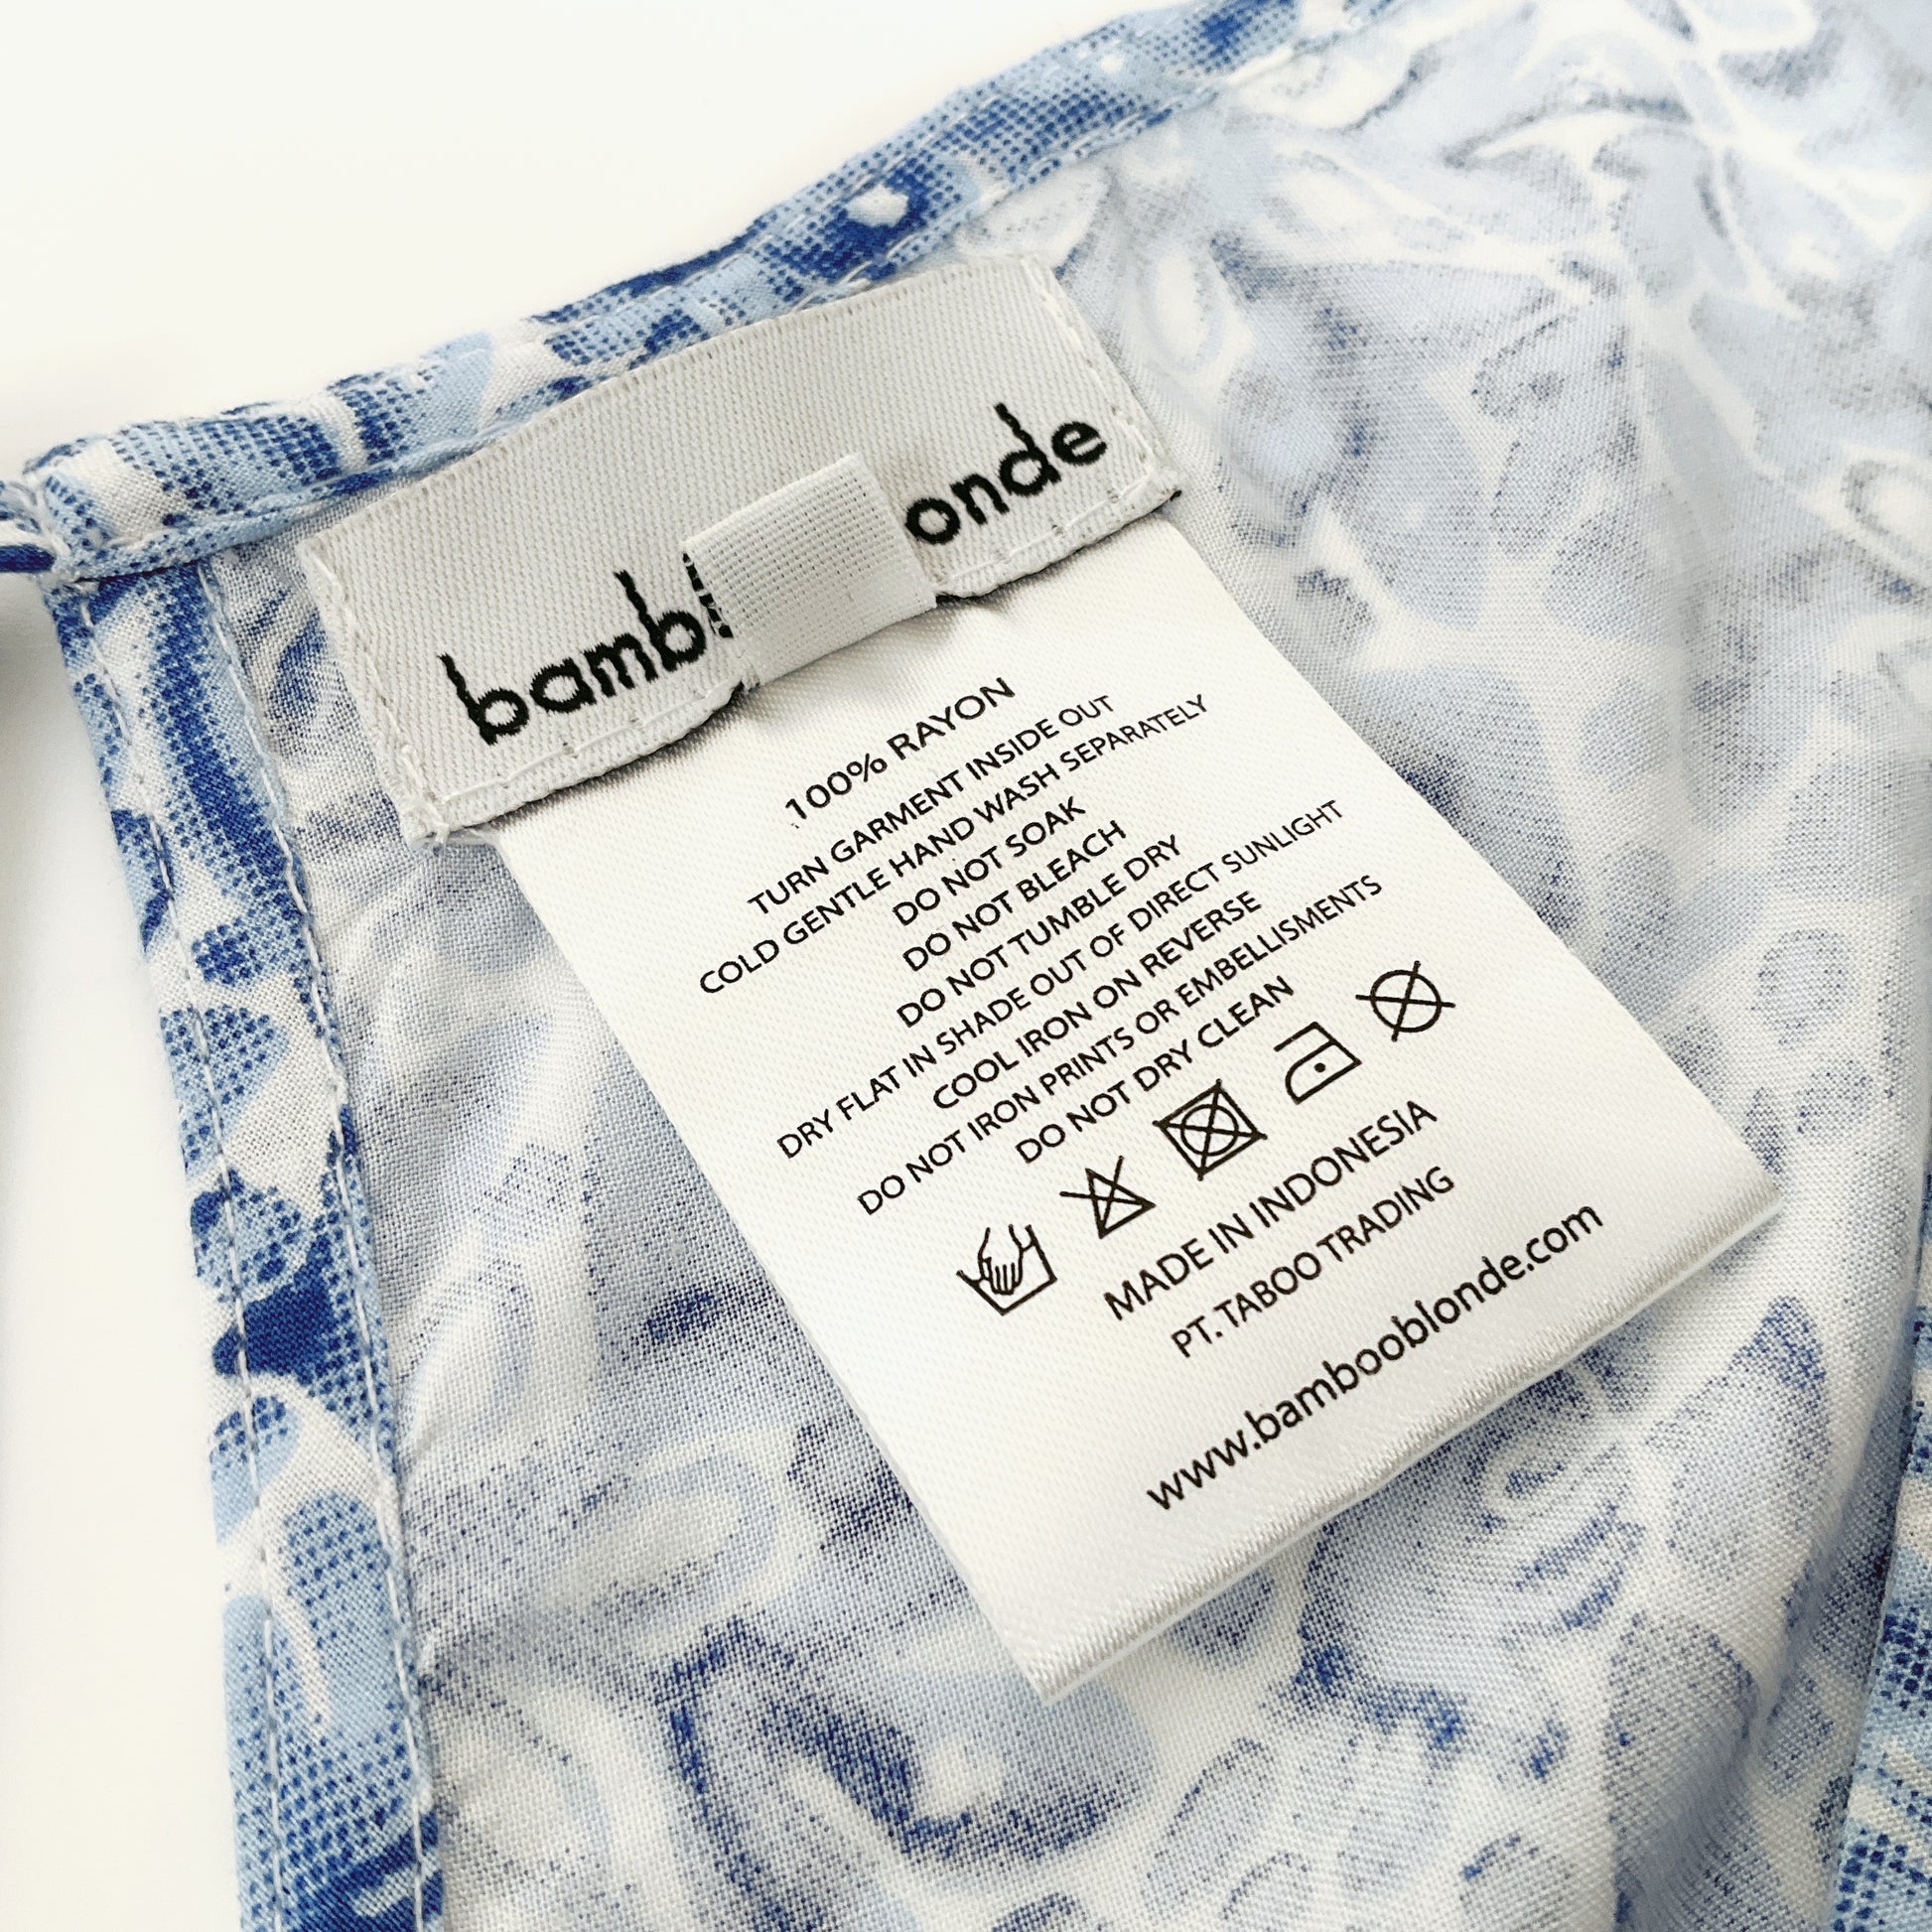 bamb onde
100% RAYON
TURN GARMENT INSIDE OUT
COLD GENTLE HAND WASH SEPARATELY
DO NOT SOAK
DO NOT BLEACH
DO NOT TUMBLE DRY
DRY FLAT IN SHADE OUT OF DIRECT SUNLIGHT
COOL IRON ON REVERSE
DO NOT IRON PRINTS OR EMBELLISMENTS
DO NOT DRY CLEAN
MADE IN INDONESIA
PT. TABOO TRADING
www.bambooblonde.com